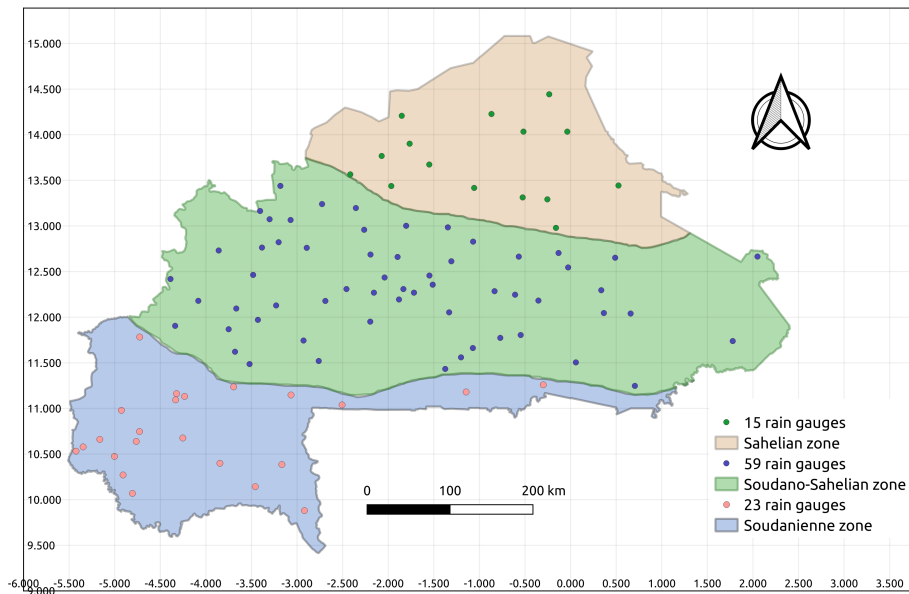 15.000
14.500
14.000
13.500
13.000
12.500
12.000
11.500
11.000
10.500
10.000
9.500
9.000
15 rain gauges
Sahelian zone
59 rain gauges
Soudano-Sahelian zone
23 rain gauges
Soudanienne zone
0 100 200 km
-6.000 -5.500 -5.000 -4.500 -4.000 -3.500 -3.000 -2.500 -2.000 -1.500 -1.000 -0.500 0.000 0.500 1.000 1.500 2.000 2.500 3.000 3.500